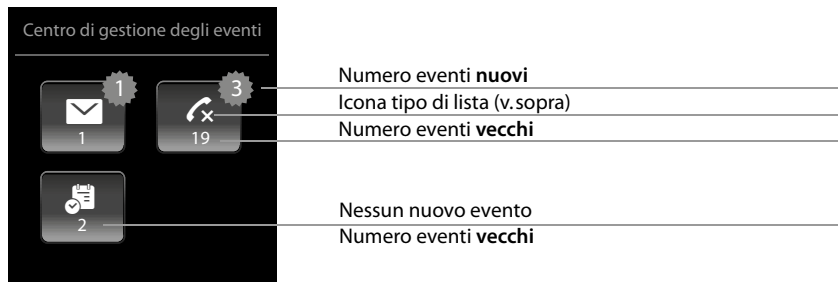 Centro di gestione degli eventi
1
3
1
19
2
Numero eventi nuovi
Icona tipo di lista (v. sopra)
Numero eventi vecchi
Nessun nuovo evento
Numero eventi vecchi